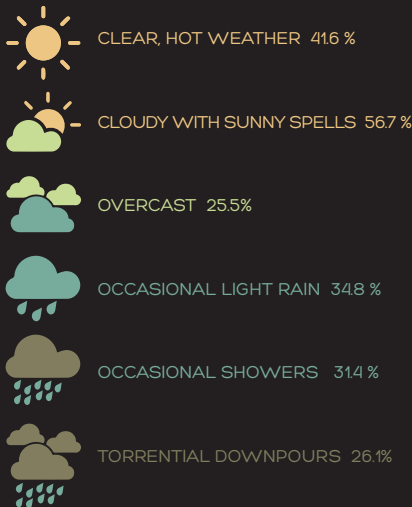 CLEAR, HOT WEATHER 41.6 %
CLOUDY WITH SUNNY SPELLS 56.7 %
OVERCAST 25.5%
OCCASIONAL LIGHT RAIN 34.8 %
OCCASIONAL SHOWERS 31.4 %
TORRENTIAL DOWNPOURS 26.1%